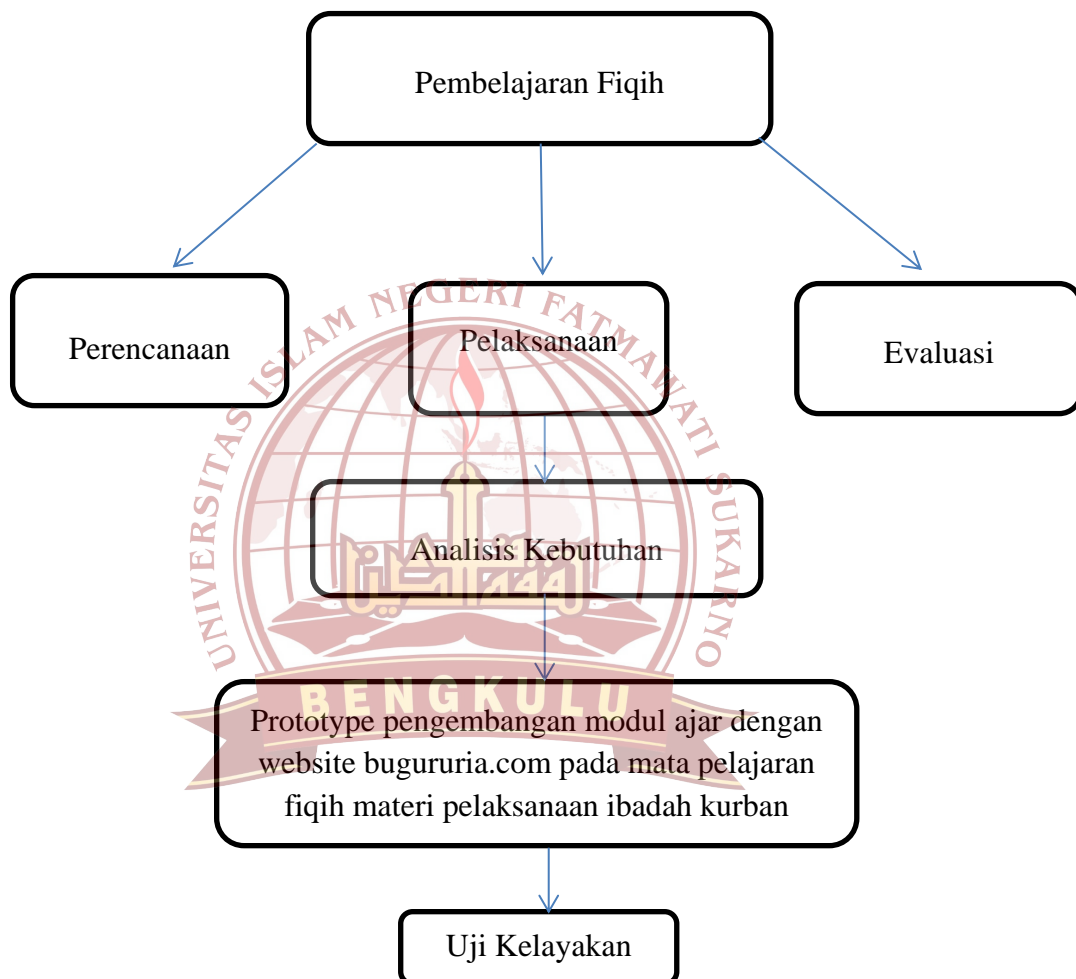 Pembelajaran Fiqih
Perencanaan
Pelaksanaan
Evaluasi
UNIVERSITAS ISLAM NEGERI FATMAWATI SUKARNO
Analisis Kebutuhan
BENGKULU
Prototype pengembangan modul ajar dengan
website bugururia.com pada mata pelajaran
fiqih materi pelaksanaan ibadah kurban
Uji Kelayakan